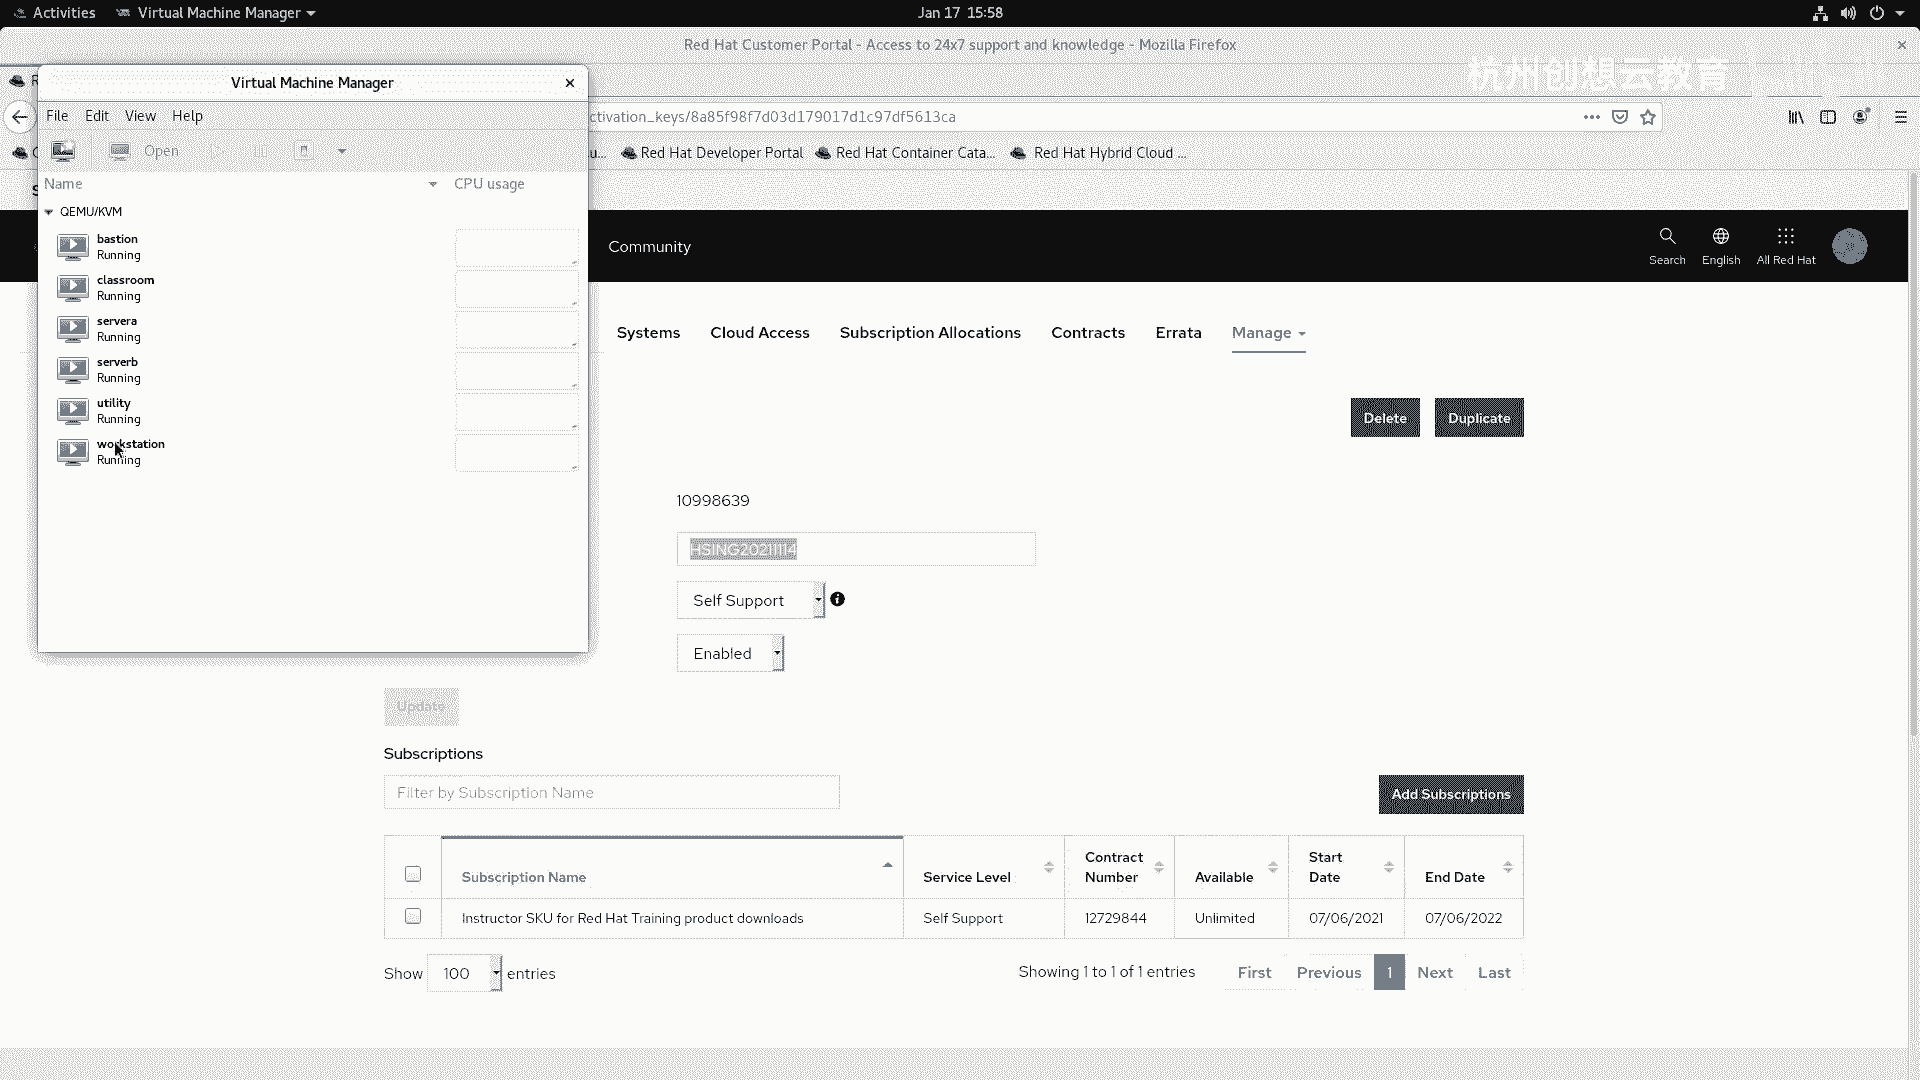 Activities
Virtual Machine Manager
Jan 17 15:58
Red Hat Customer Portal - Access to 24x7 support and knowledge - Mozilla Firefox
杭州创想云教育
Virtual Machine Manager
File Edit View Help
ctivation_keys/8a85f98f7d03d179017d1c97df5613ca
Open
u...
Red Hat Developer Portal
Red Hat Container Cata...
Red Hat Hybrid Cloud ...
Name
CPU usage
QEMU/KVM
bastion
Running
classroom
Running
servera
Running
serverb
Running
utility
Running
workstation
Running
Community
Search
English
All Red Hat
Systems
Cloud Access
Subscription Allocations
Contracts
Errata
Manage
Delete
Duplicate
10998639
HSING20211114
Self Support
Enabled
Update
Subscriptions
Filter by Subscription Name
Add Subscriptions
Subscription Name
Service Level
Contract Number
Available
Start Date
End Date
Instructor SKU for Red Hat Training product downloads
Self Support
12729844
Unlimited
07/06/2021
07/06/2022
Show 100 entries
Showing 1 to 1 of 1 entries
First
Previous
1
Next
Last